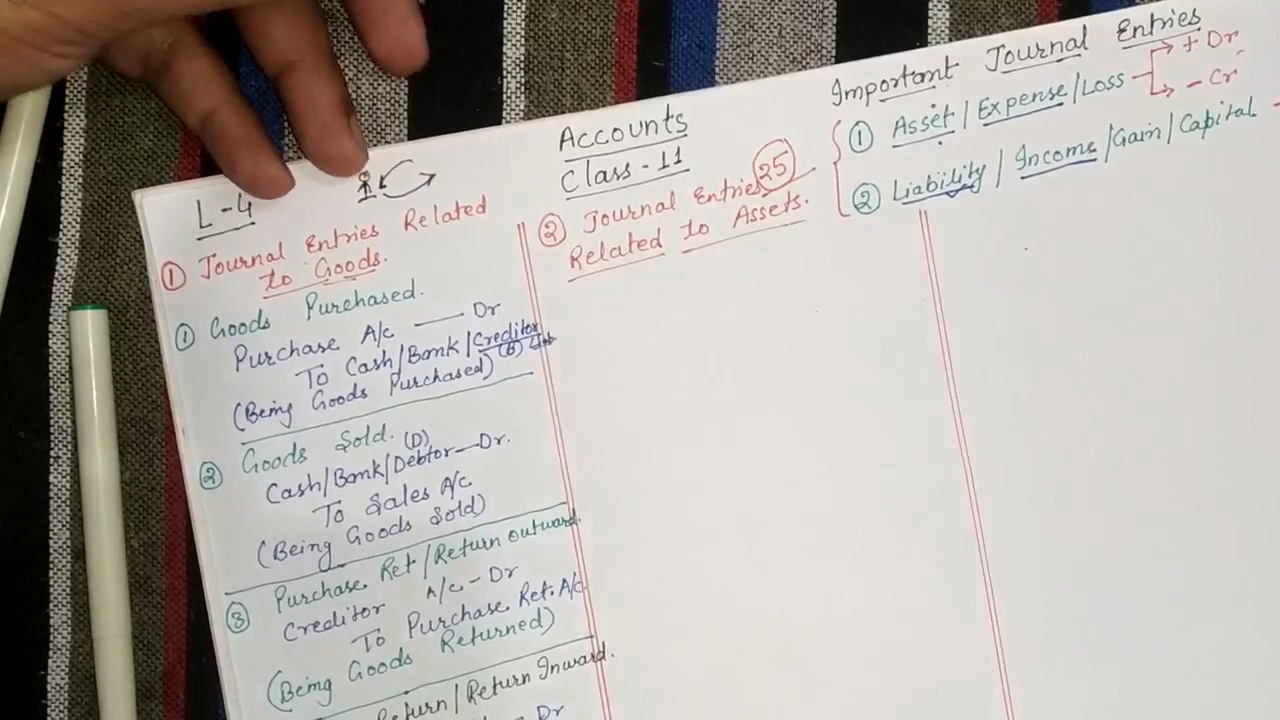 Accounts
Class-11
Important Journal Entries
① Asset / Expense / Loss
+ Dr
- Cr
② Liability / Income / Gain / Capital
L-4
① Journal Entries Related
to Goods.
① Goods Purchased.
Purchase A/c —— Dr
To Cash/Bank/Creditor
(Being Goods Purchased)
② Goods Sold.
(D)
Cash/Bank/Debtor—Dr.
To Sales A/c
(Being Goods Sold)
③ Purchase Ret/Return outward.
Creditor A/c - Dr
To Purchase Ret. A/c
(Being Goods Returned)
Return/Return Inward.
Dr
② Journal Entries 25
Related to Assets.